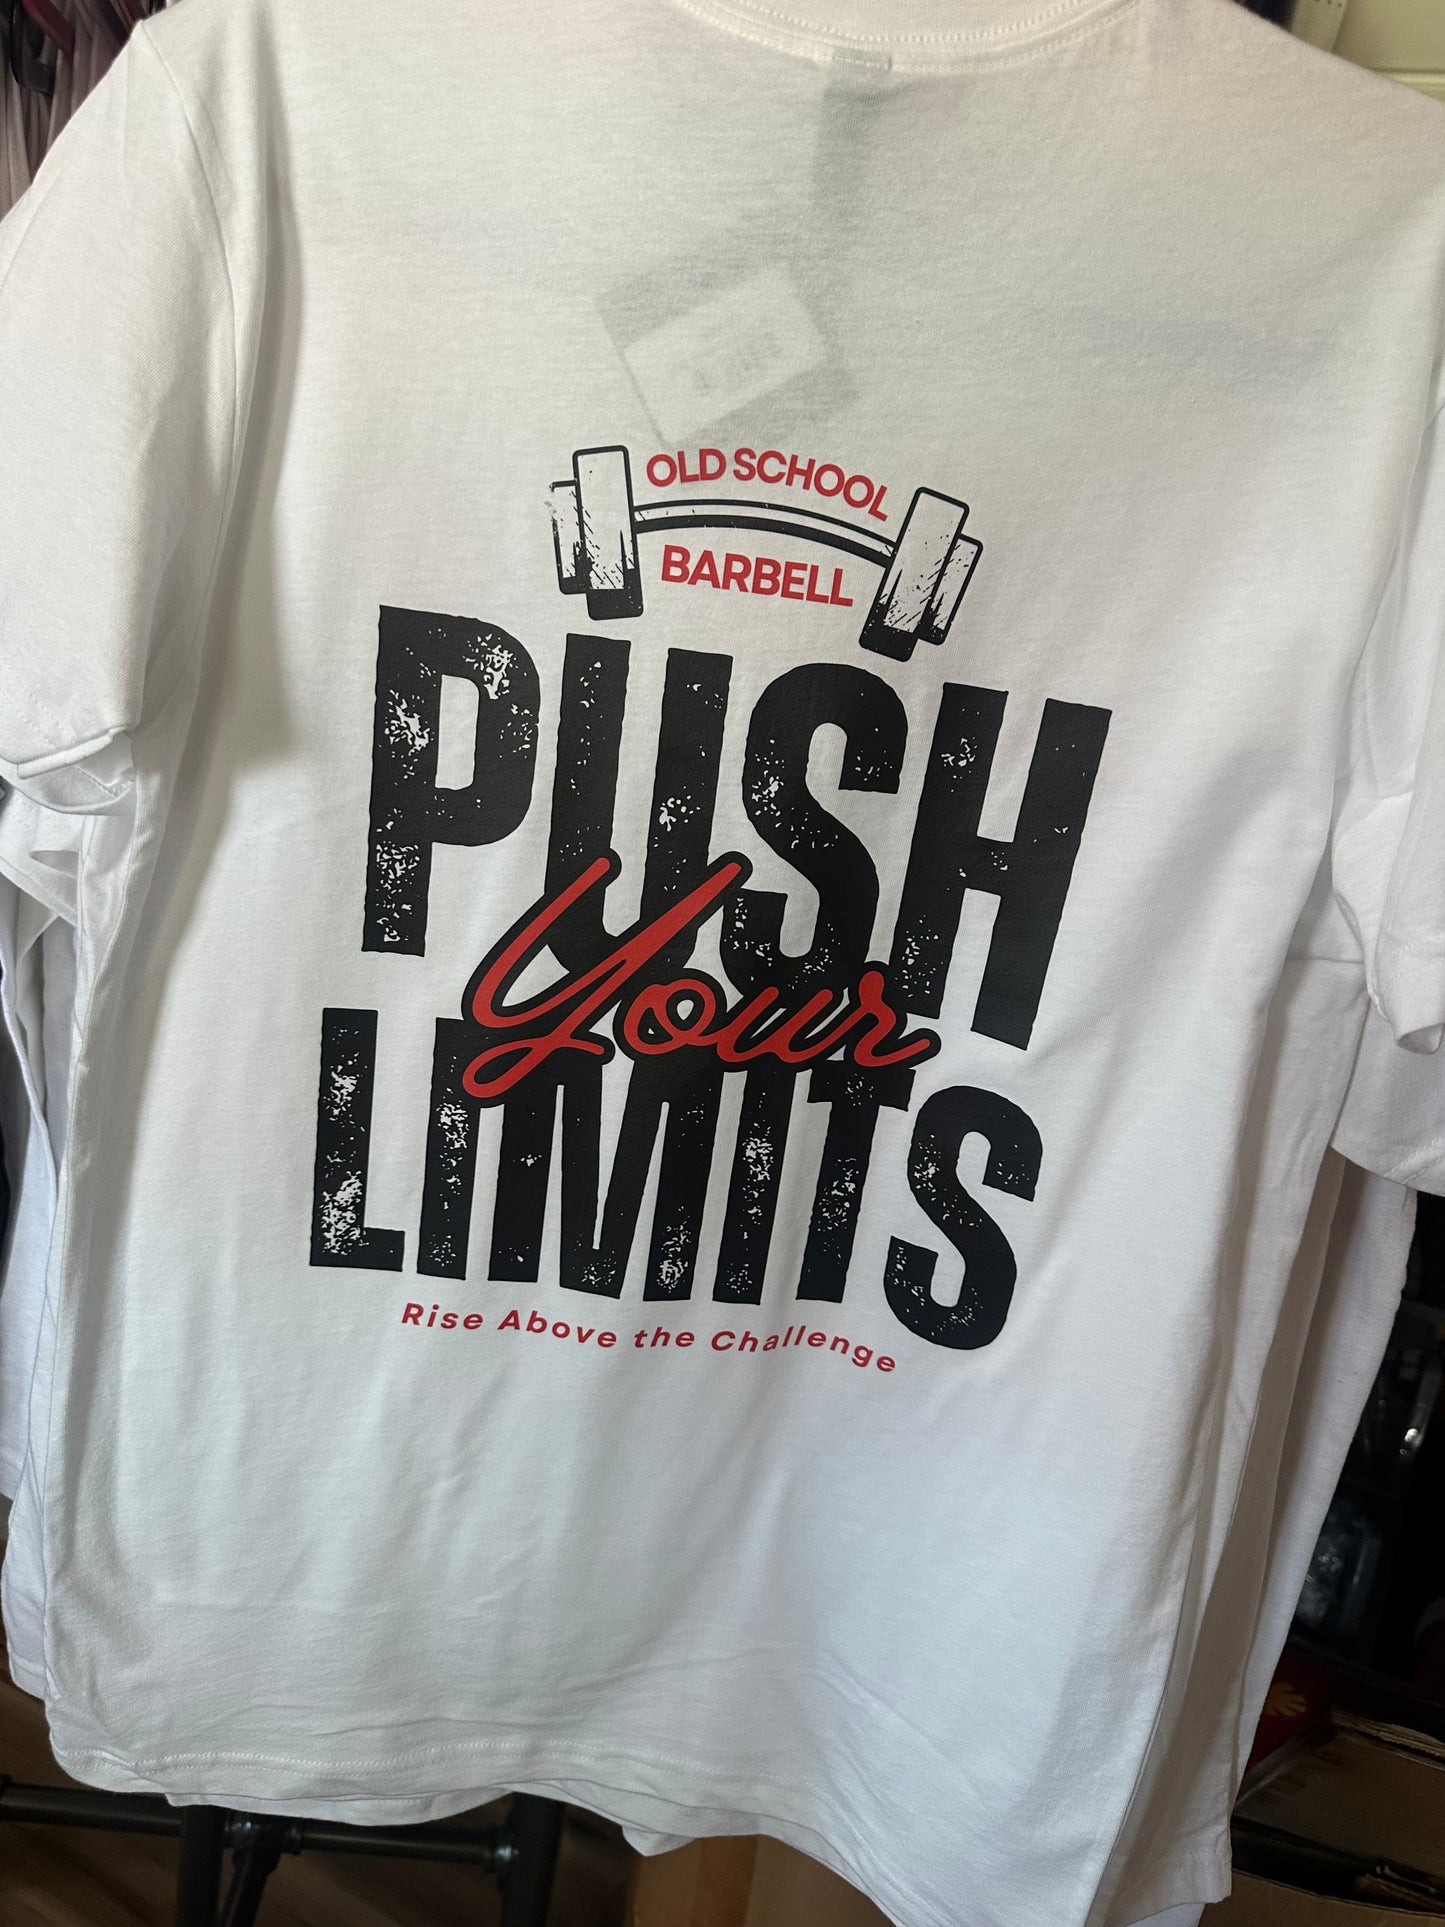 OLD SCHOOL
BARBELL
PUSH
Your
LIMITS
Rise Above the Challenge